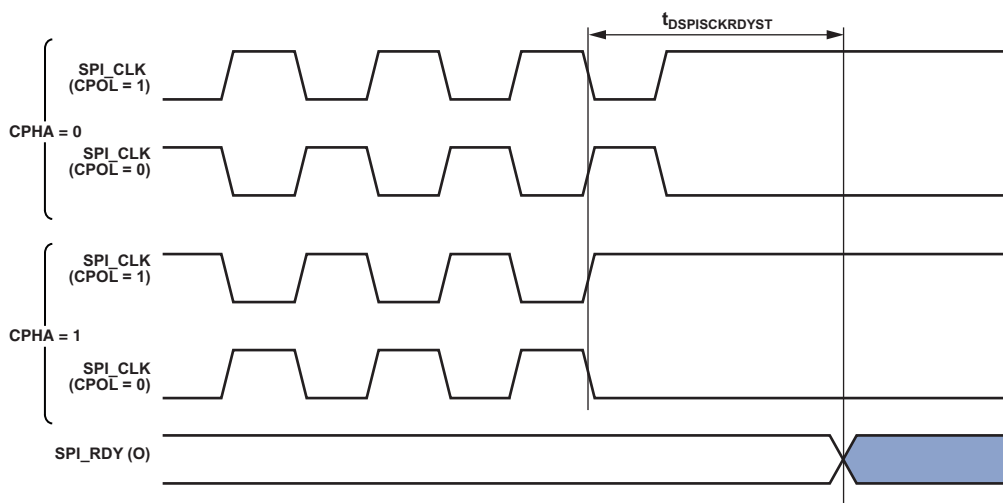 tDSPISCKRDYST
SPI_CLK
(CPOL = 1)
CPHA = 0
SPI_CLK
(CPOL = 0)
SPI_CLK
(CPOL = 1)
CPHA = 1
SPI_CLK
(CPOL = 0)
SPI_RDY (O)